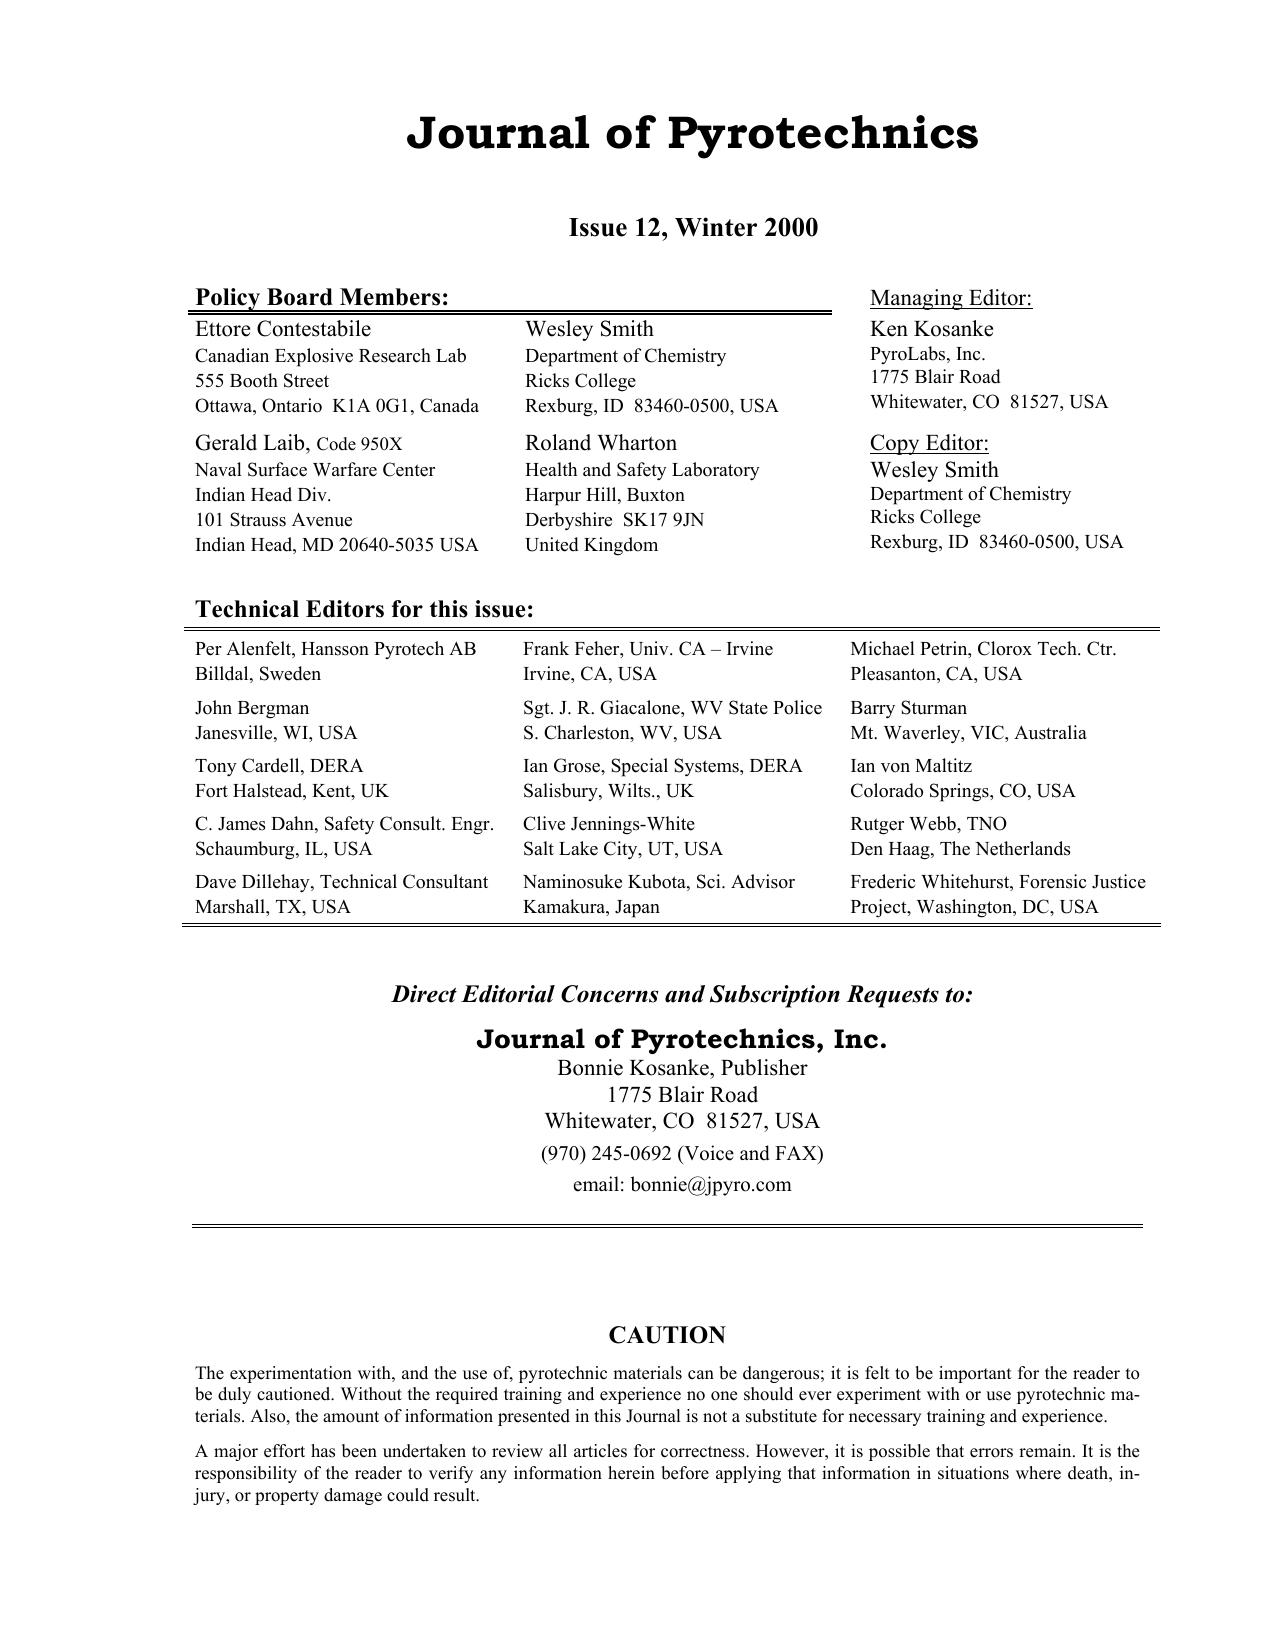 Journal of Pyrotechnics
Issue 12, Winter 2000
Policy Board Members:
Ettore Contestabile
Canadian Explosive Research Lab
555 Booth Street
Ottawa, Ontario K1A 0G1, Canada
Wesley Smith
Department of Chemistry
Ricks College
Rexburg, ID 83460-0500, USA
Gerald Laib, Code 950X
Naval Surface Warfare Center
Indian Head Div.
101 Strauss Avenue
Indian Head, MD 20640-5035 USA
Roland Wharton
Health and Safety Laboratory
Harpur Hill, Buxton
Derbyshire SK17 9JN
United Kingdom
Managing Editor:
Ken Kosanke
PyroLabs, Inc.
1775 Blair Road
Whitewater, CO 81527, USA
Copy Editor:
Wesley Smith
Department of Chemistry
Ricks College
Rexburg, ID 83460-0500, USA
Technical Editors for this issue:
Per Alenfelt, Hansson Pyrotech AB
Billdal, Sweden
John Bergman
Janesville, WI, USA
Tony Cardell, DERA
Fort Halstead, Kent, UK
C. James Dahn, Safety Consult. Engr.
Schaumburg, IL, USA
Dave Dillehay, Technical Consultant
Marshall, TX, USA
Frank Feher, Univ. CA – Irvine
Irvine, CA, USA
Sgt. J. R. Giacalone, WV State Police
S. Charleston, WV, USA
Ian Grose, Special Systems, DERA
Salisbury, Wilts., UK
Clive Jennings-White
Salt Lake City, UT, USA
Naminosuke Kubota, Sci. Advisor
Kamakura, Japan
Michael Petrin, Clorox Tech. Ctr.
Pleasanton, CA, USA
Barry Sturman
Mt. Waverley, VIC, Australia
Ian von Maltitz
Colorado Springs, CO, USA
Rutger Webb, TNO
Den Haag, The Netherlands
Frederic Whitehurst, Forensic Justice
Project, Washington, DC, USA
Direct Editorial Concerns and Subscription Requests to:
Journal of Pyrotechnics, Inc.
Bonnie Kosanke, Publisher
1775 Blair Road
Whitewater, CO 81527, USA
(970) 245-0692 (Voice and FAX)
email: bonnie@jpyro.com
CAUTION
The experimentation with, and the use of, pyrotechnic materials can be dangerous; it is felt to be important for the reader to
be duly cautioned. Without the required training and experience no one should ever experiment with or use pyrotechnic ma-
terials. Also, the amount of information presented in this Journal is not a substitute for necessary training and experience.
A major effort has been undertaken to review all articles for correctness. However, it is possible that errors remain. It is the
responsibility of the reader to verify any information herein before applying that information in situations where death, in-
jury, or property damage could result.